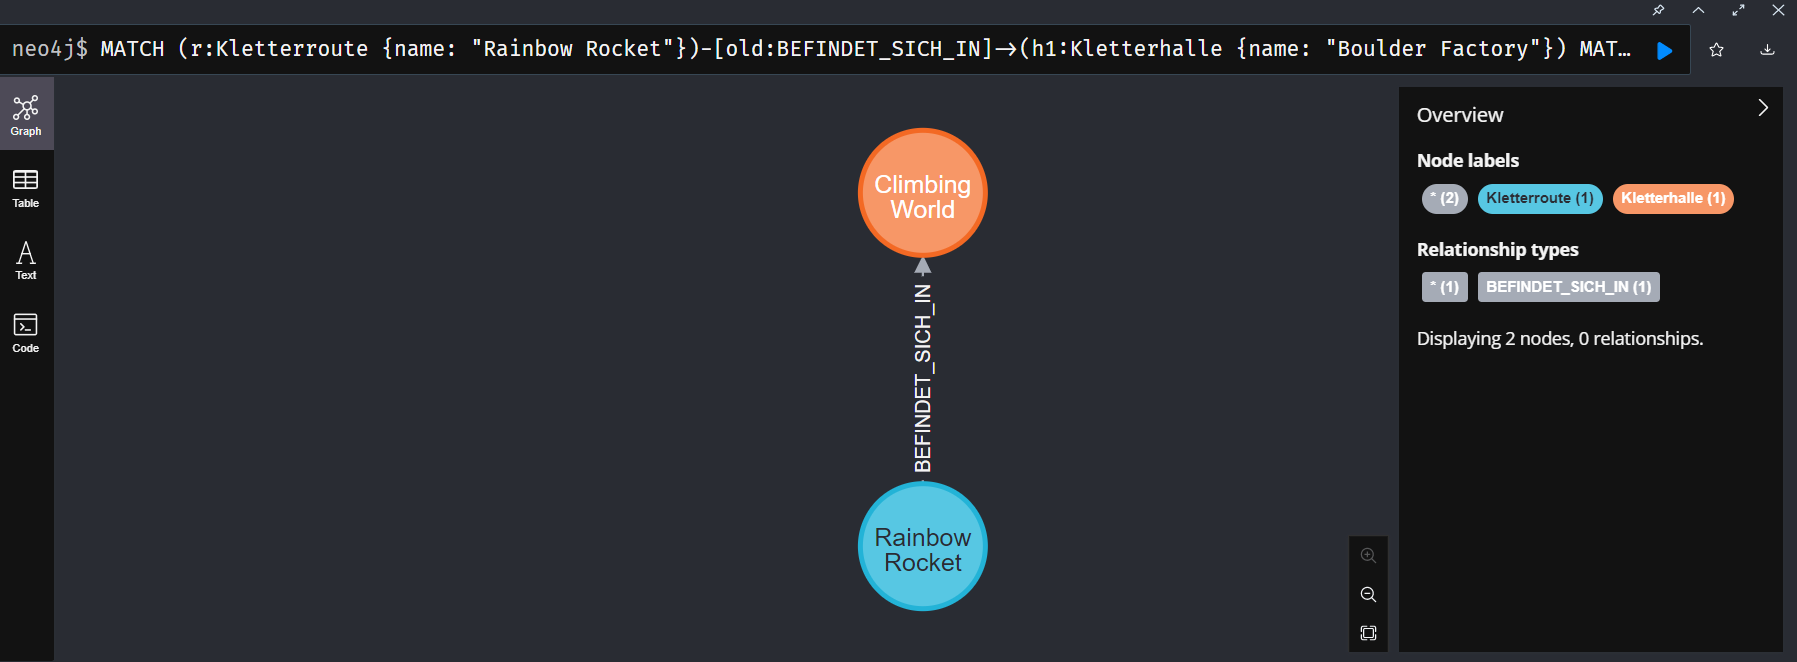 neo4j$ MATCH (r:Kletterroute {name: "Rainbow Rocket"})-[old:BEFINDET_SICH_IN]->(h1:Kletterhalle {name: "Boulder Factory"}) MAT…
Graph
Table
Text
Code
Climbing
World
BEFINDET_SICH_IN
Rainbow
Rocket
Overview
Node labels
* (2) Kletterroute (1) Kletterhalle (1)
Relationship types
* (1) BEFINDET_SICH_IN (1)
Displaying 2 nodes, 0 relationships.